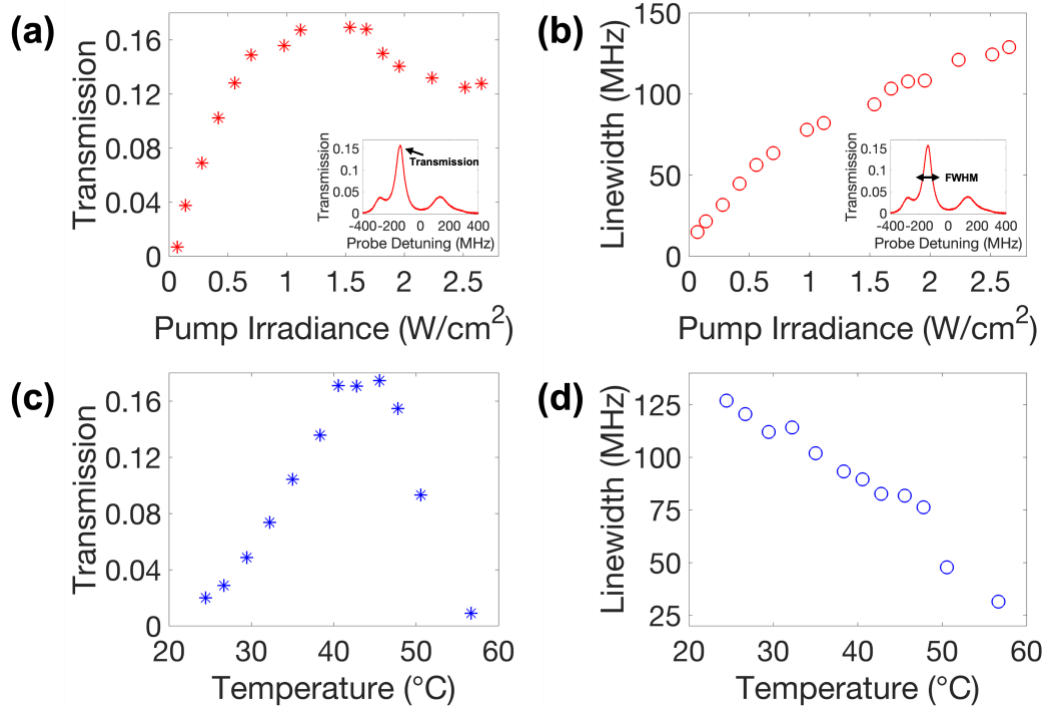 (a)
Transmission
0.16
0.12
0.08
0.04
0
0 0.5 1 1.5 2 2.5
Pump Irradiance (W/cm²)
Transmission
0.15
0.1
0.05
0
-400 -200 0 200 400
Probe Detuning (MHz)
Transmission
(b)
Linewidth (MHz)
150
100
50
0
0 0.5 1 1.5 2 2.5
Pump Irradiance (W/cm²)
Transmission
0.15
0.1
0.05
0
-400 -200 0 200 400
Probe Detuning (MHz)
FWHM
(c)
Transmission
0.16
0.12
0.08
0.04
0
20 30 40 50 60
Temperature (°C)
(d)
Linewidth (MHz)
125
100
75
50
25
20 30 40 50 60
Temperature (°C)